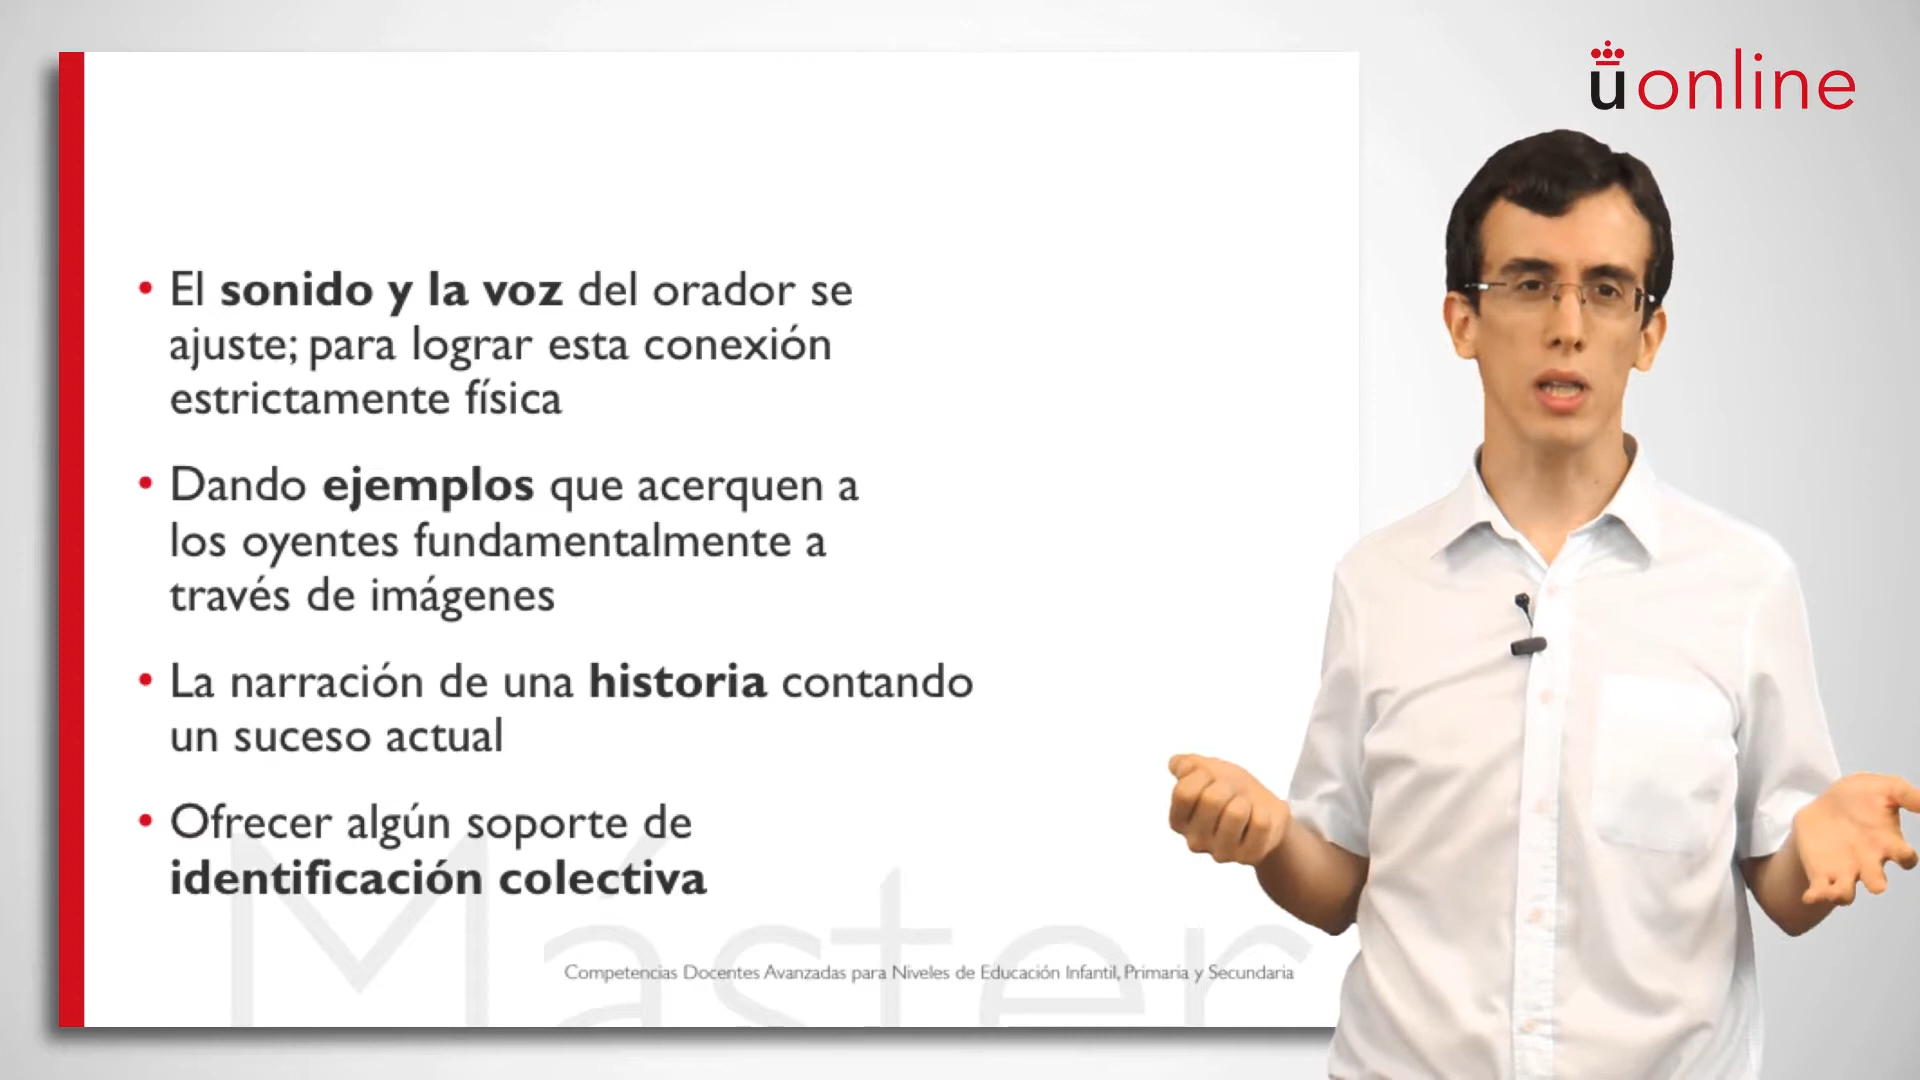 üonline
• El sonido y la voz del orador se
ajuste; para lograr esta conexión
estrictamente física
• Dando ejemplos que acerquen a
los oyentes fundamentalmente a
través de imágenes
• La narración de una historia contando
un suceso actual
• Ofrecer algún soporte de
identificación colectiva
Máster
Competencias Docentes Avanzadas para Niveles de Educación Infantil, Primaria y Secundaria